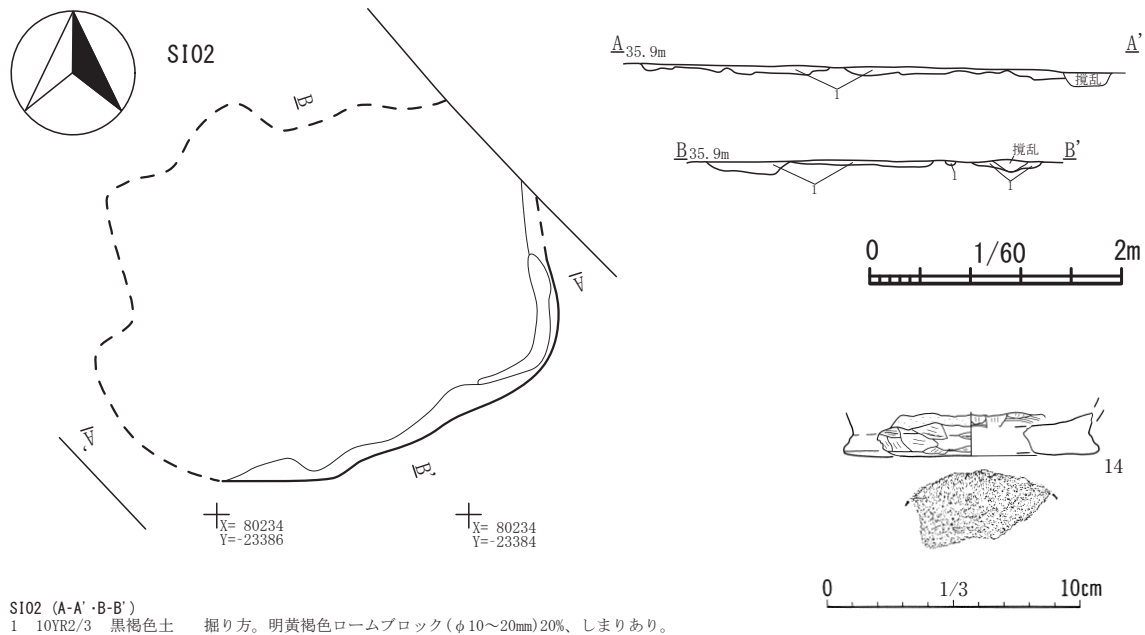 SI02
B
A
A'
B'
X= 80234
Y=-23386
X= 80234
Y=-23384
A 35.9m A'
1
撹乱
B 35.9m B'
撹乱
1
1
1
0 1/60 2m
14
0 1/3 10cm
SI02 (A-A'・B-B')
1 10YR2/3 黒褐色土 掘り方。明黄褐色ロームブロック(φ10～20mm)20%、しまりあり。